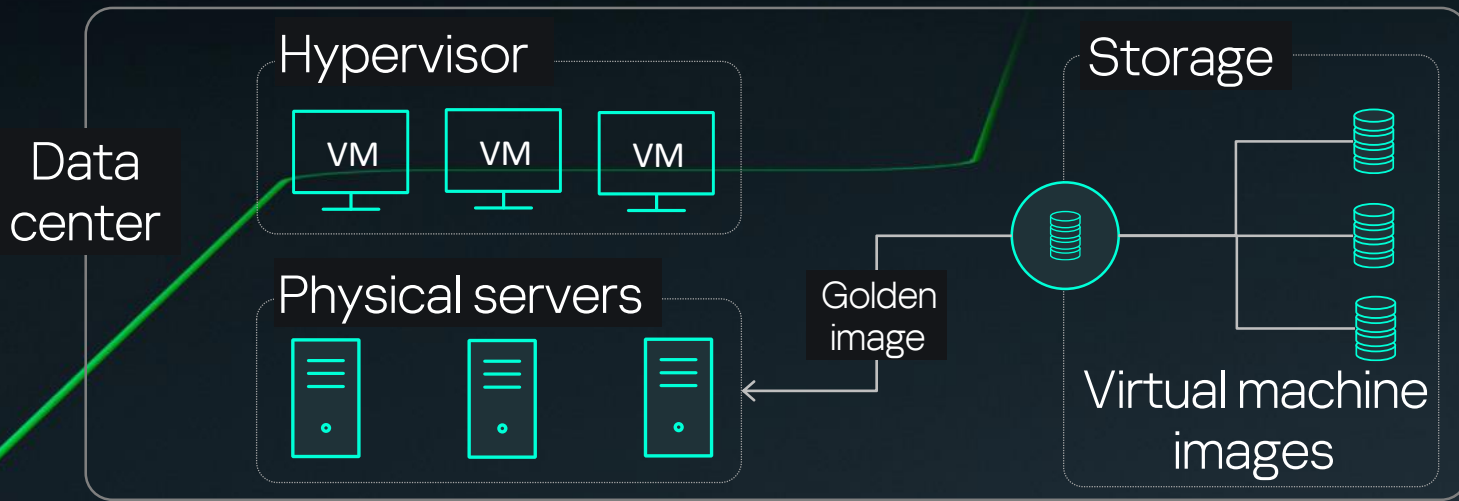 Data
center
Hypervisor
VM
VM
VM
Physical servers
Golden
image
Storage
Virtual machine
images